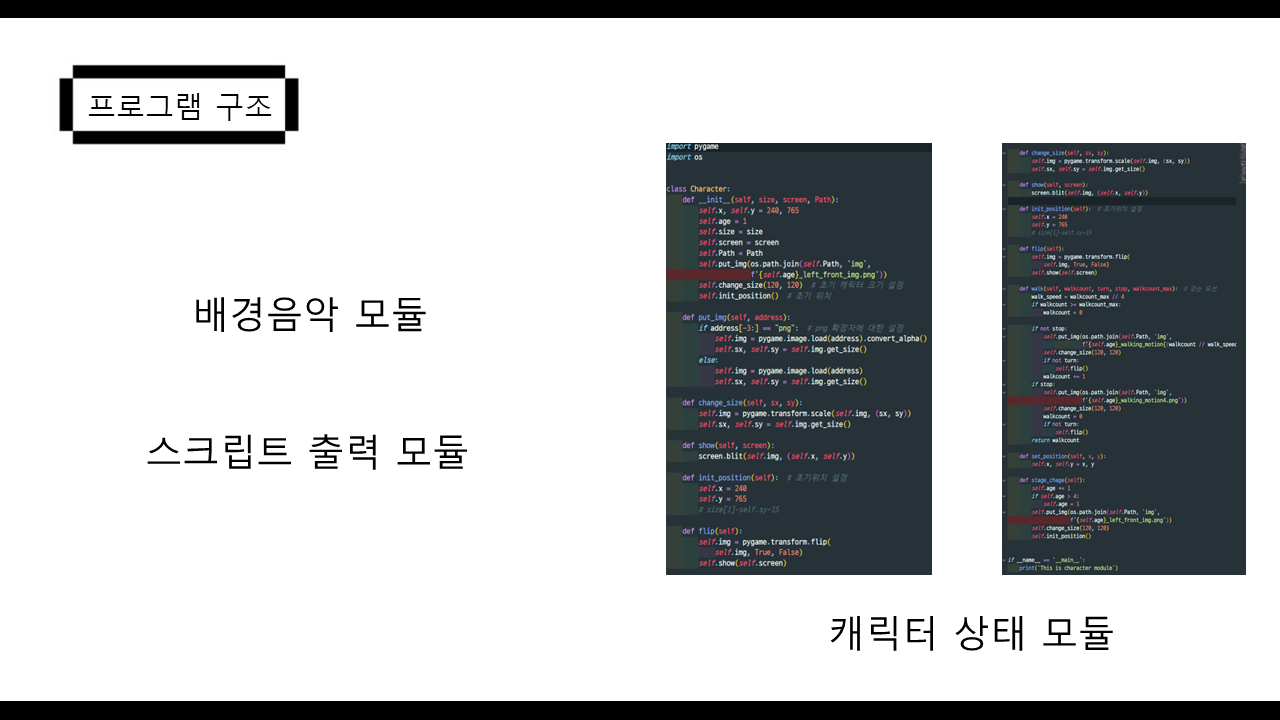 프로그램 구조
배경음악 모듈
스크립트 출력 모듈
import pygame
import os
class Character:
def __init__(self, size, screen, Path):
self.x, self.y = 240, 765
self.age = 1
self.size = size
self.screen = screen
self.Path = Path
self.put_img(os.path.join(self.Path, 'img',
f'{self.age}_left_front_img.png'))
self.change_size(120, 120) # 초기 캐릭터 크기 설정
self.init_position() # 초기 위치
def put_img(self, address):
if address[-3:] == "png": # png 확장자에 대한 설정
self.img = pygame.image.load(address).convert_alpha()
self.sx, self.sy = self.img.get_size()
else:
self.img = pygame.image.load(address)
self.sx, self.sy = self.img.get_size()
def change_size(self, sx, sy):
self.img = pygame.transform.scale(self.img, (sx, sy))
self.sx, self.sy = self.img.get_size()
def show(self, screen):
screen.blit(self.img, (self.x, self.y))
def init_position(self): # 초기위치 설정
self.x = 240
self.y = 765
# size[1]-self.sy-15
def flip(self):
self.img = pygame.transform.flip(
self.img, True, False)
self.show(self.screen)
def change_size(self, sx, sy):
self.img = pygame.transform.scale(self.img, (sx, sy))
self.sx, self.sy = self.img.get_size()
def show(self, screen):
screen.blit(self.img, (self.x, self.y))
def init_position(self): # 초기위치 설정
self.x = 240
self.y = 765
# size[1]-self.sy-15
def flip(self):
self.img = pygame.transform.flip(
self.img, True, False)
self.show(self.screen)
def walk(self, walkcount, turn, stop, walkcount_max): # 걷는 모션
walk_speed = walkcount_max // 4
if walkcount >= walkcount_max:
walkcount = 0
if not stop:
self.put_img(os.path.join(self.Path, 'img',
f'{self.age}_walking_motion{(walkcount // walk_spee
self.change_size(120, 120)
if not turn:
self.flip()
walkcount += 1
if stop:
self.put_img(os.path.join(self.Path, 'img',
f'{self.age}_walking_motion4.png'))
self.change_size(120, 120)
walkcount = 0
if not turn:
self.flip()
return walkcount
def set_position(self, x, y):
self.x, self.y = x, y
def stage_chage(self):
self.age += 1
if self.age > 4:
self.age = 1
self.put_img(os.path.join(self.Path, 'img',
f'{self.age}_left_front_img.png'))
self.change_size(120, 120)
self.init_position()
if __name__ == '__main__':
print('This is character module')
캐릭터 상태 모듈